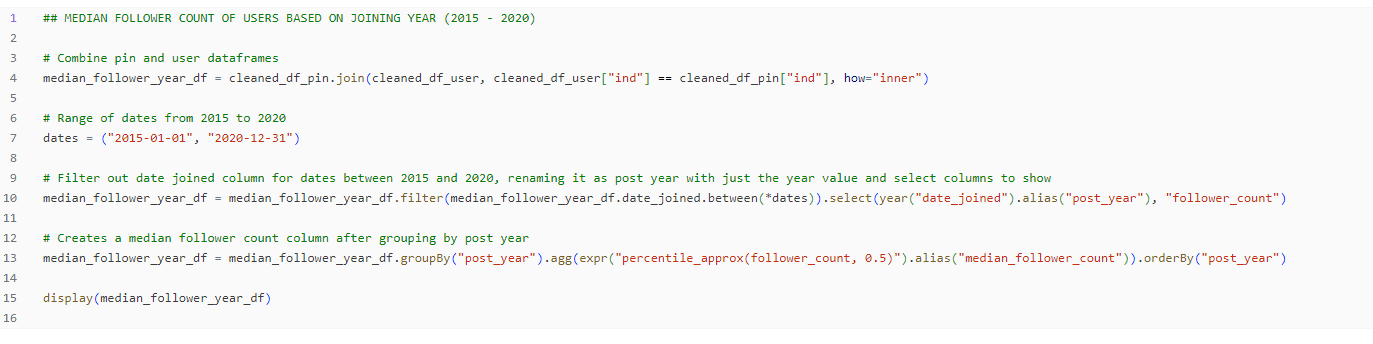 1 ## MEDIAN FOLLOWER COUNT OF USERS BASED ON JOINING YEAR (2015 - 2020)
2
3 # Combine pin and user dataframes
4 median_follower_year_df = cleaned_df_pin.join(cleaned_df_user, cleaned_df_user["ind"] == cleaned_df_pin["ind"], how="inner")
5
6 # Range of dates from 2015 to 2020
7 dates = ("2015-01-01", "2020-12-31")
8
9 # Filter out date joined column for dates between 2015 and 2020, renaming it as post year with just the year value and select columns to show
10 median_follower_year_df = median_follower_year_df.filter(median_follower_year_df.date_joined.between(*dates)).select(year("date_joined").alias("post_year"), "follower_count")
11
12 # Creates a median follower count column after grouping by post year
13 median_follower_year_df = median_follower_year_df.groupBy("post_year").agg(expr("percentile_approx(follower_count, 0.5)").alias("median_follower_count")).orderBy("post_year")
14
15 display(median_follower_year_df)
16